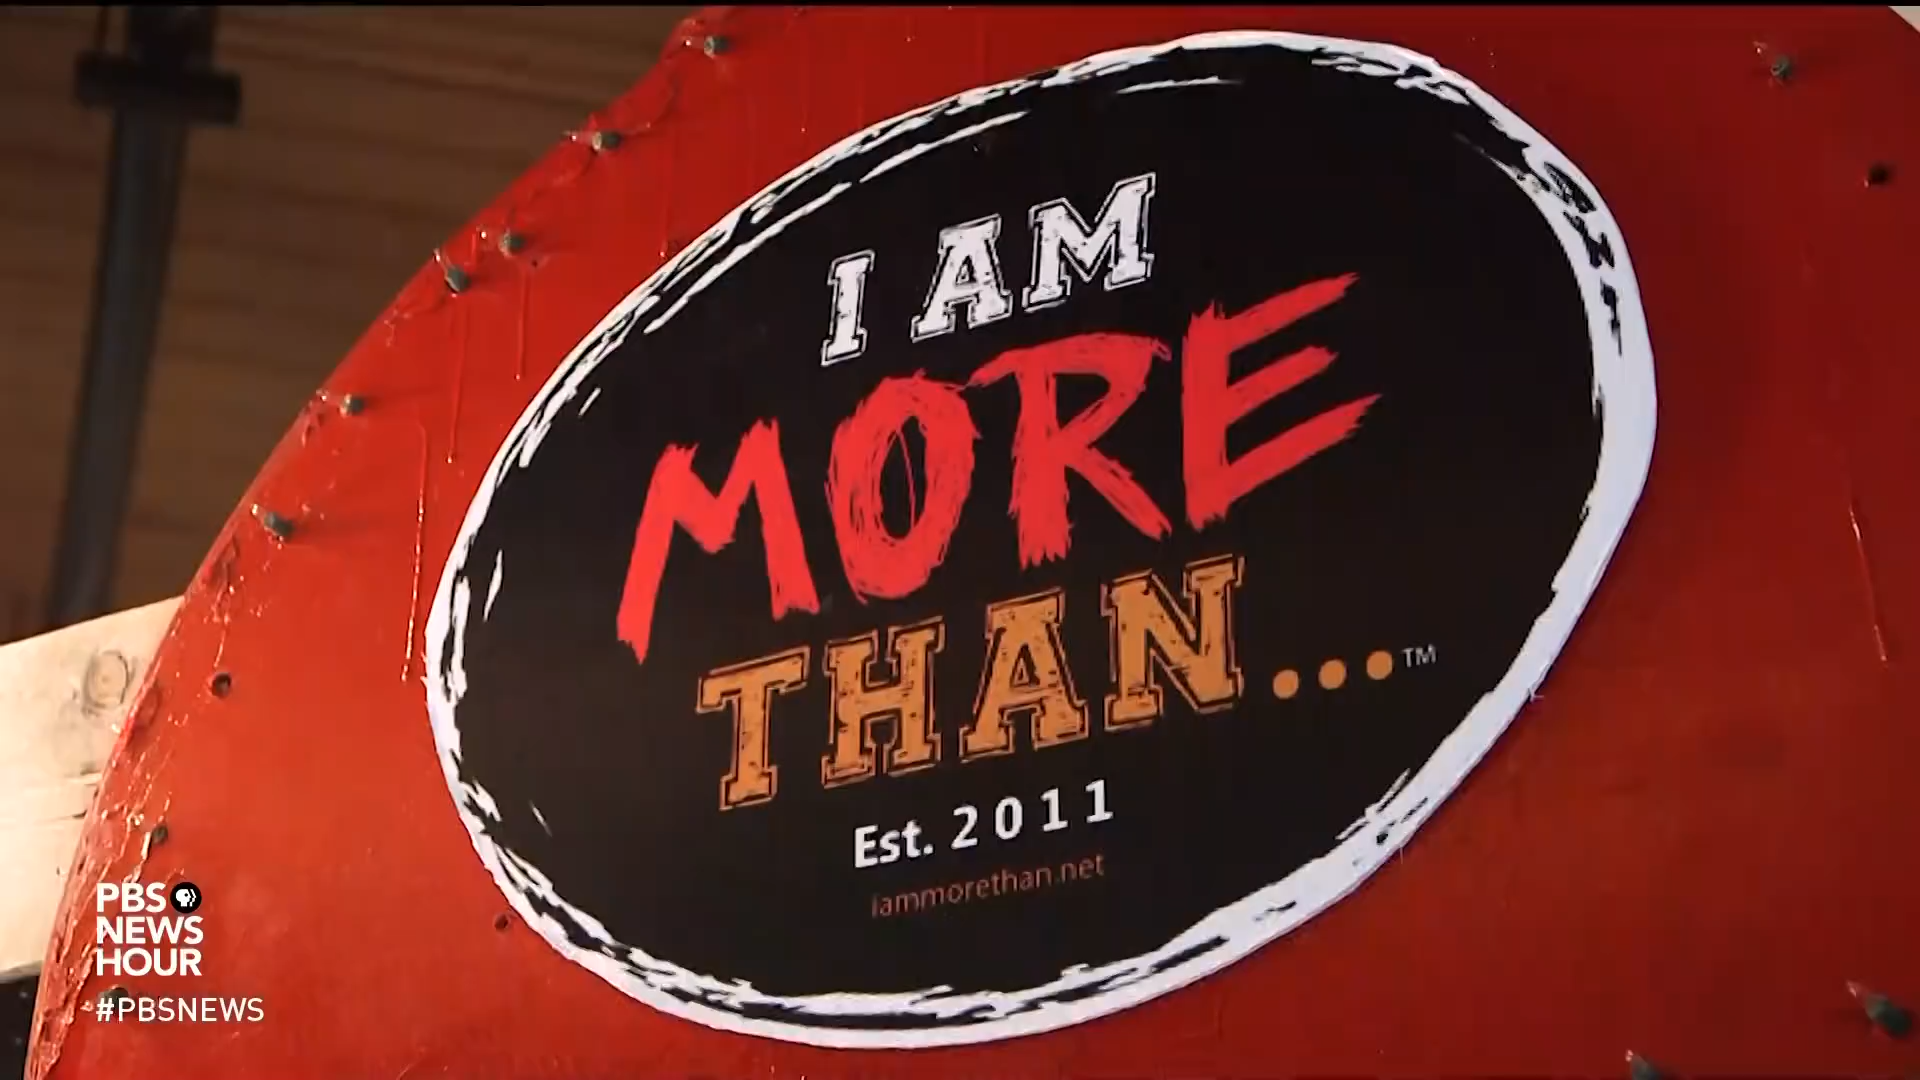 I AM
MORE
THAN...™
Est. 2011
iammorethan.net
PBS
NEWS
HOUR
#PBSNEWS